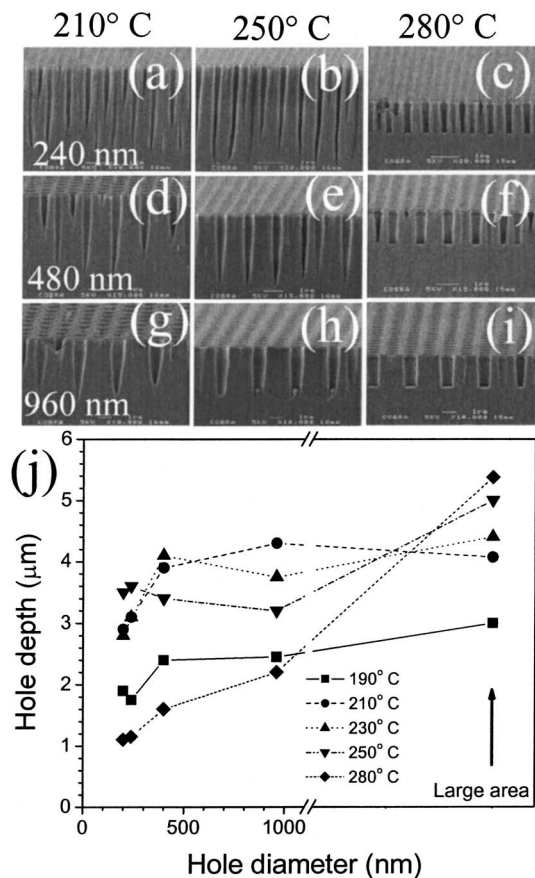 210° C 250° C 280° C
(a) (b) (c)
240 nm
(d) (e) (f)
480 nm
(g) (h) (i)
960 nm
(j)
6
5
4
3
2
1
0
0 500 1000
Hole depth (μm)
Hole diameter (nm)
190° C
210° C
230° C
250° C
280° C
Large area